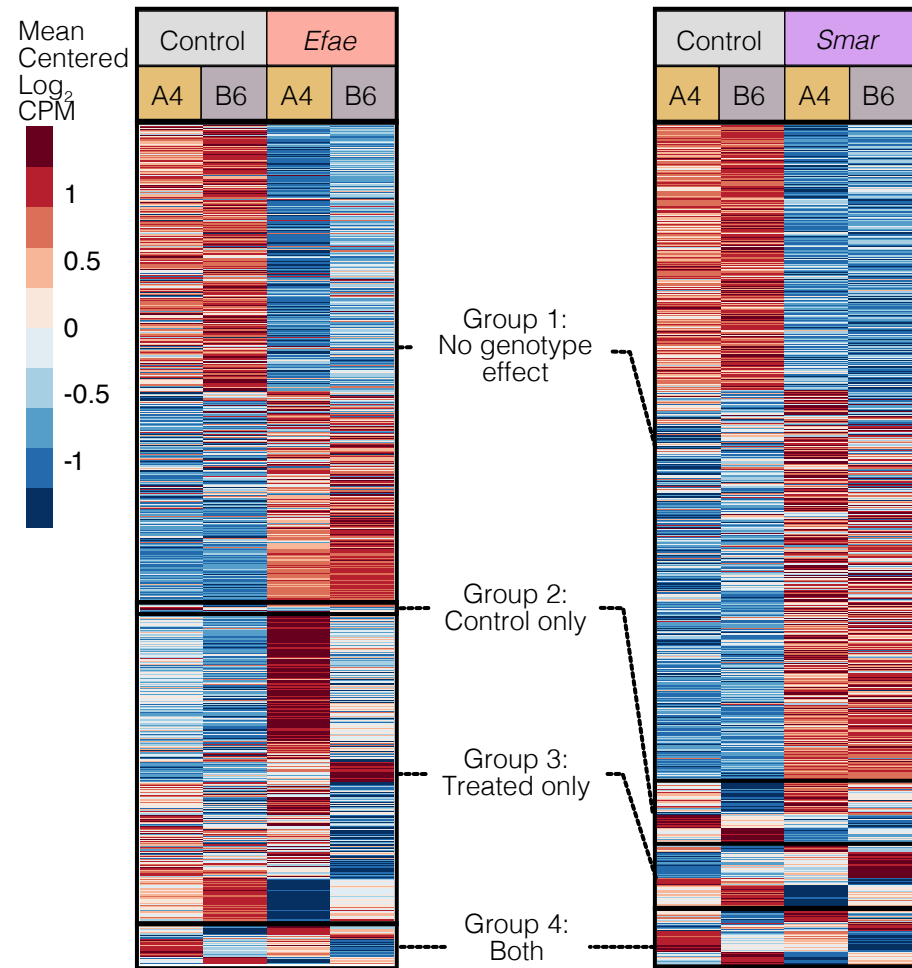 Mean
Centered
Log₂
CPM
1
0.5
0
-0.5
-1
Control Efae
A4 B6 A4 B6
Control Smar
A4 B6 A4 B6
Group 1:
No genotype
effect
Group 2:
Control only
Group 3:
Treated only
Group 4:
Both